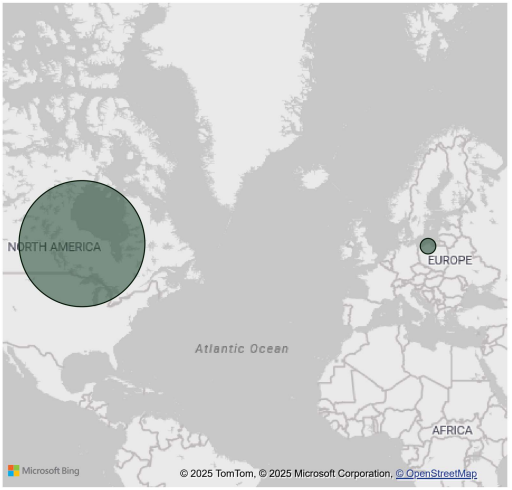 NORTH AMERICA
EUROPE
Atlantic Ocean
AFRICA
Microsoft Bing
© 2025 TomTom, © 2025 Microsoft Corporation, © OpenStreetMap